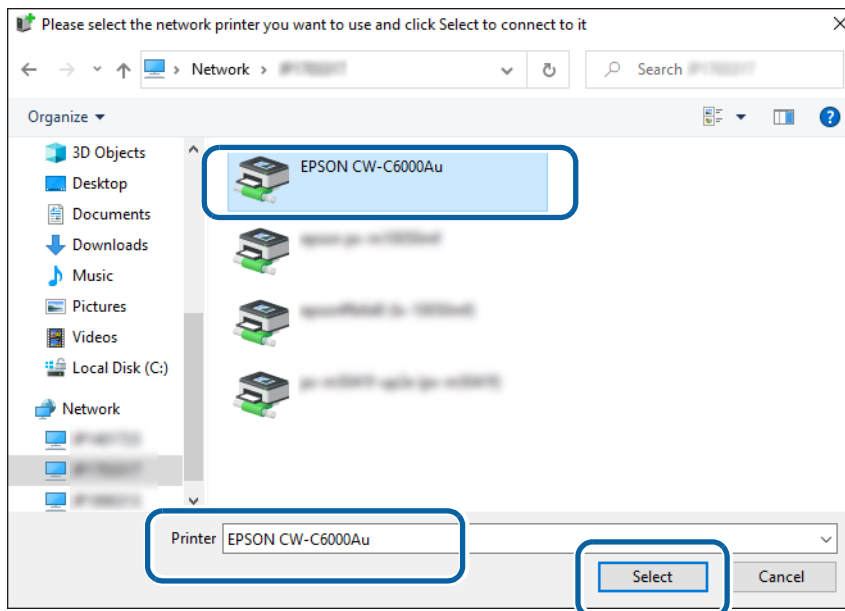 Please select the network printer you want to use and click Select to connect to it
Network
Search
Organize
3D Objects
Desktop
Documents
Downloads
Music
Pictures
Videos
Local Disk (C:)
Network
EPSON CW-C6000Au
Printer EPSON CW-C6000Au
Select Cancel